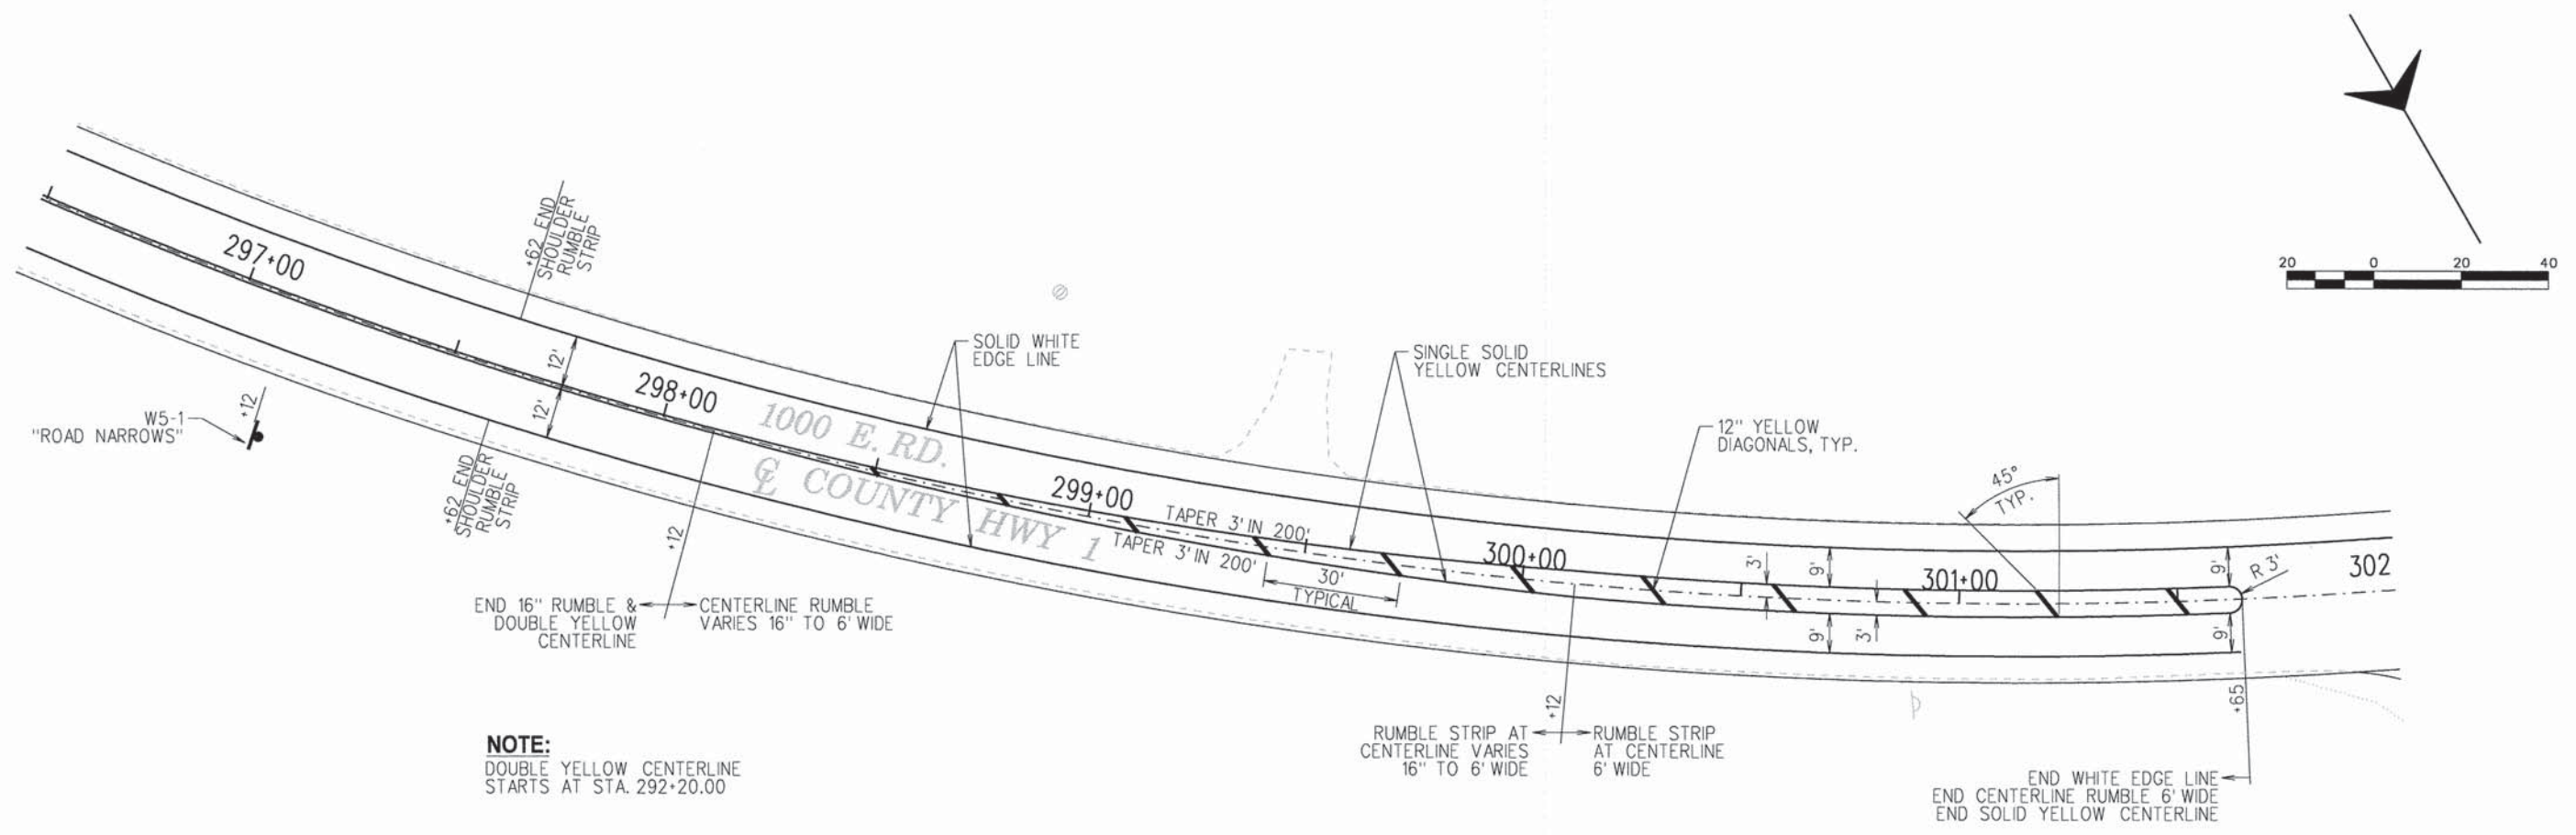 20 0 20 40
+62 END
SHOULDER
RUMBLE
STRIP
297+00
12'
12'
298+00
1000 E. RD.
℄ COUNTY HWY 1
SOLID WHITE
EDGE LINE
SINGLE SOLID
YELLOW CENTERLINES
12" YELLOW
DIAGONALS, TYP.
45°
TYP.
W5-1
"ROAD NARROWS"
+12
+62 END
SHOULDER
RUMBLE
STRIP
299+00
TAPER 3' IN 200'
TAPER 3' IN 200'
30'
TYPICAL
300+00
3'
9'
301+00
9'
R 3'
302
9'
3'
9'
+12
END 16" RUMBLE &
DOUBLE YELLOW
CENTERLINE
CENTERLINE RUMBLE
VARIES 16" TO 6' WIDE
+12
RUMBLE STRIP AT
CENTERLINE VARIES
16" TO 6' WIDE
RUMBLE STRIP
AT CENTERLINE
6' WIDE
+65
END WHITE EDGE LINE
END CENTERLINE RUMBLE 6' WIDE
END SOLID YELLOW CENTERLINE
NOTE:
DOUBLE YELLOW CENTERLINE
STARTS AT STA. 292+20.00